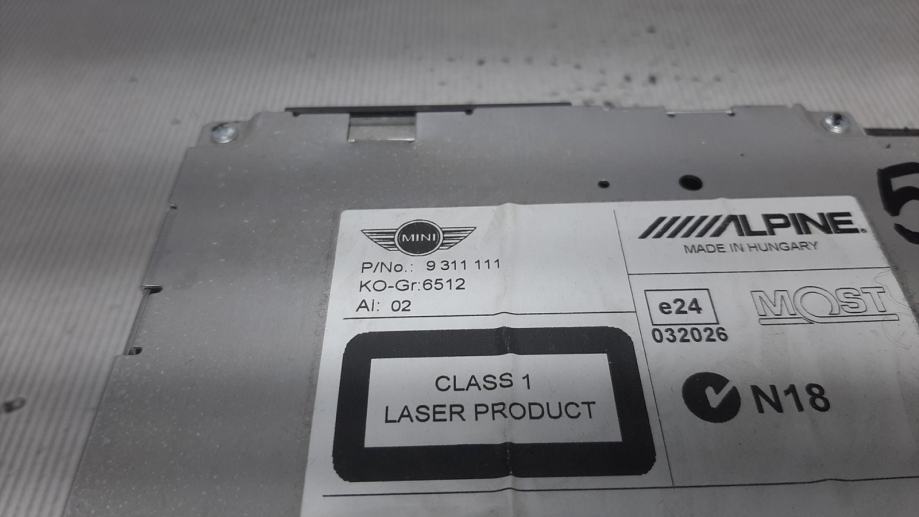 MINI
P/No.: 9 311 111
KO-Gr:6512
AI: 02
CLASS 1
LASER PRODUCT
ALPINE®
MADE IN HUNGARY
e24
032026
MOST
N18
5